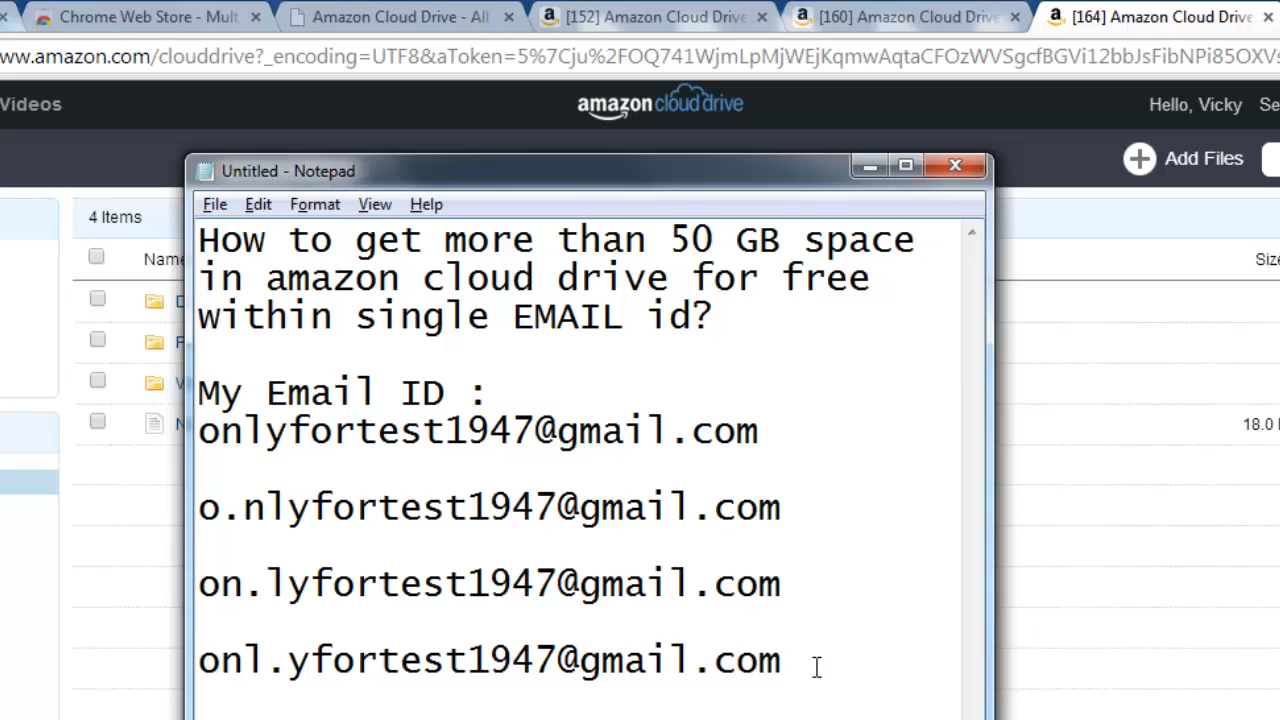 Chrome Web Store - Mult
Amazon Cloud Drive - All
[152] Amazon Cloud Drive
[160] Amazon Cloud Drive
[164] Amazon Cloud Drive
ww.amazon.com/clouddrive?_encoding=UTF8&aToken=5%7Cju%2FOQ741WjmLpMjWEjKqmwAqtaCFOzWVSgcfBGVi12bbJsFibNPi85OXVs
Videos
amazon cloud drive
Hello, Vicky
Add Files
Untitled - Notepad
File Edit Format View Help
4 Items
Name
Size
18.0
How to get more than 50 GB space
in amazon cloud drive for free
within single EMAIL id?
My Email ID :
onlyfortest1947@gmail.com
o.nlyfortest1947@gmail.com
on.lyfortest1947@gmail.com
onl.yfortest1947@gmail.com